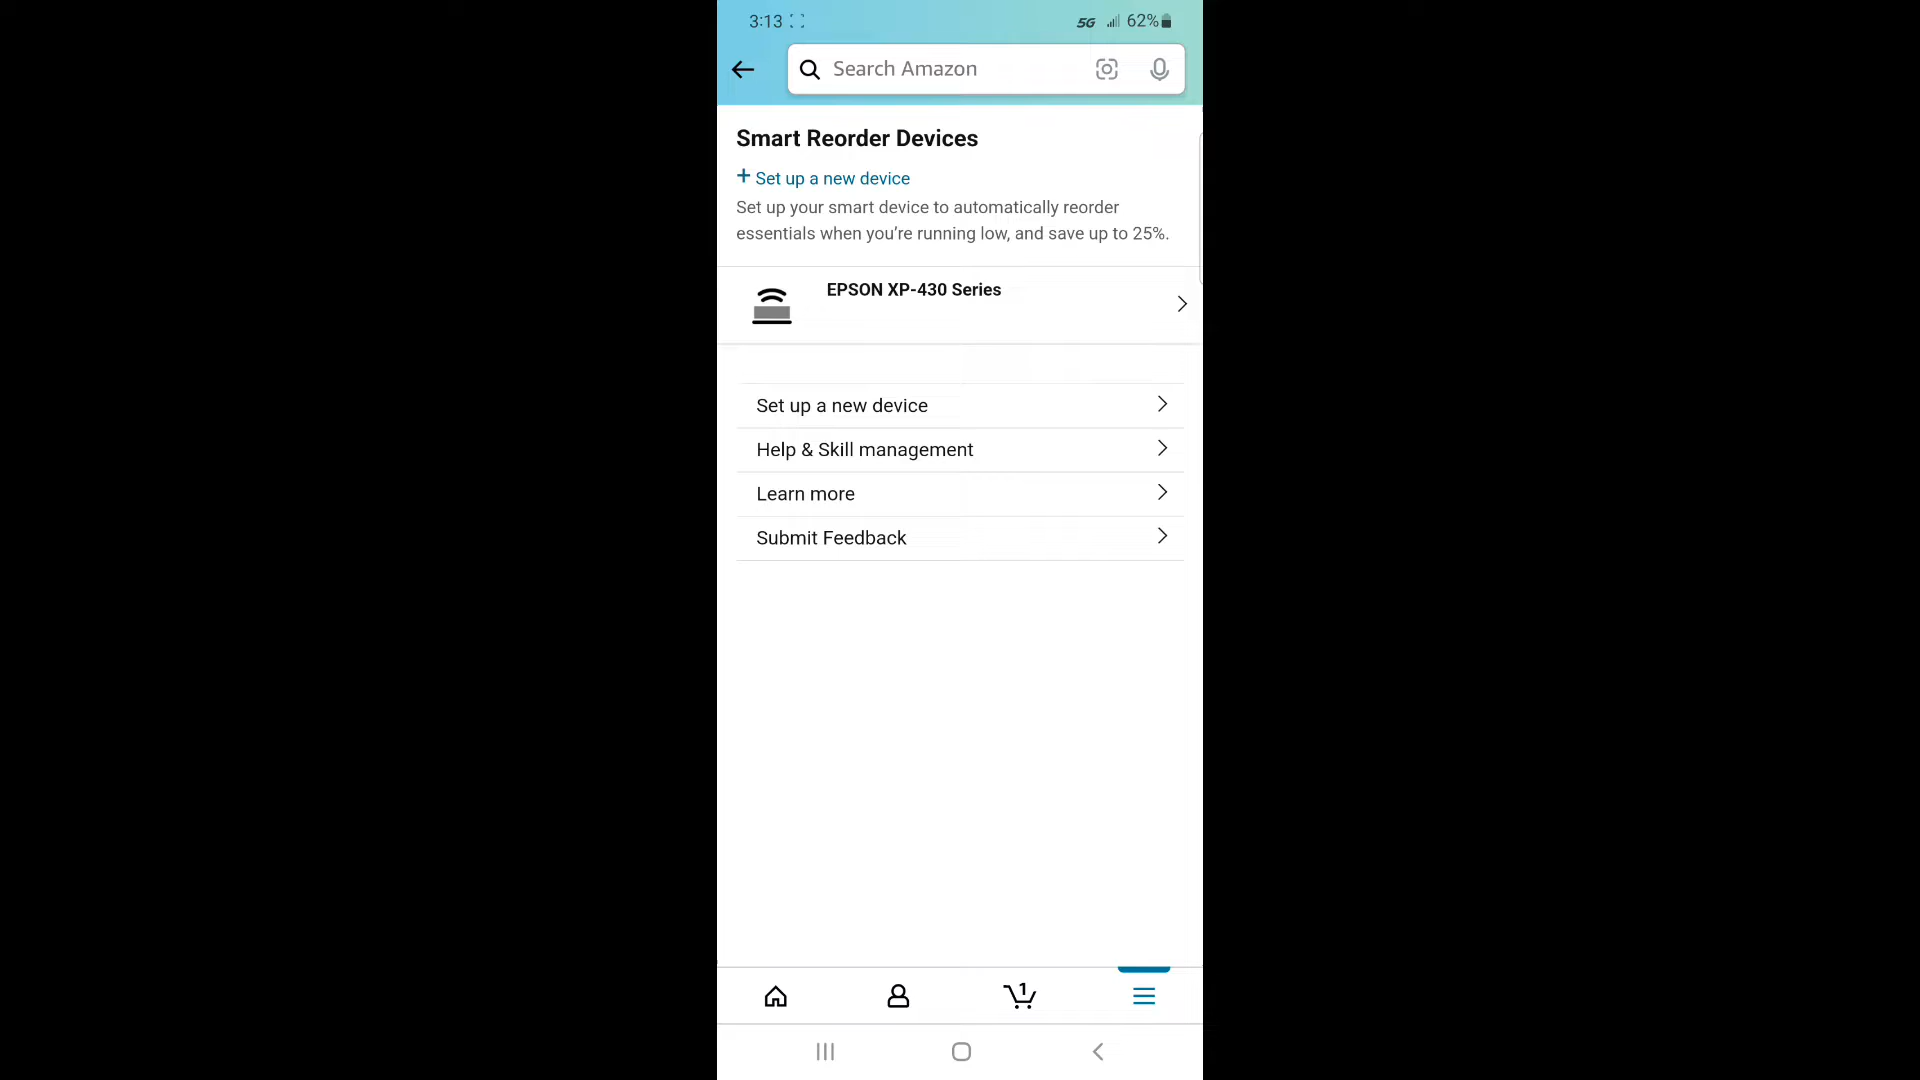 3:13
5G 62%
Search Amazon
Smart Reorder Devices
+ Set up a new device
Set up your smart device to automatically reorder
essentials when you’re running low, and save up to 25%.
EPSON XP-430 Series
Set up a new device
Help & Skill management
Learn more
Submit Feedback
1